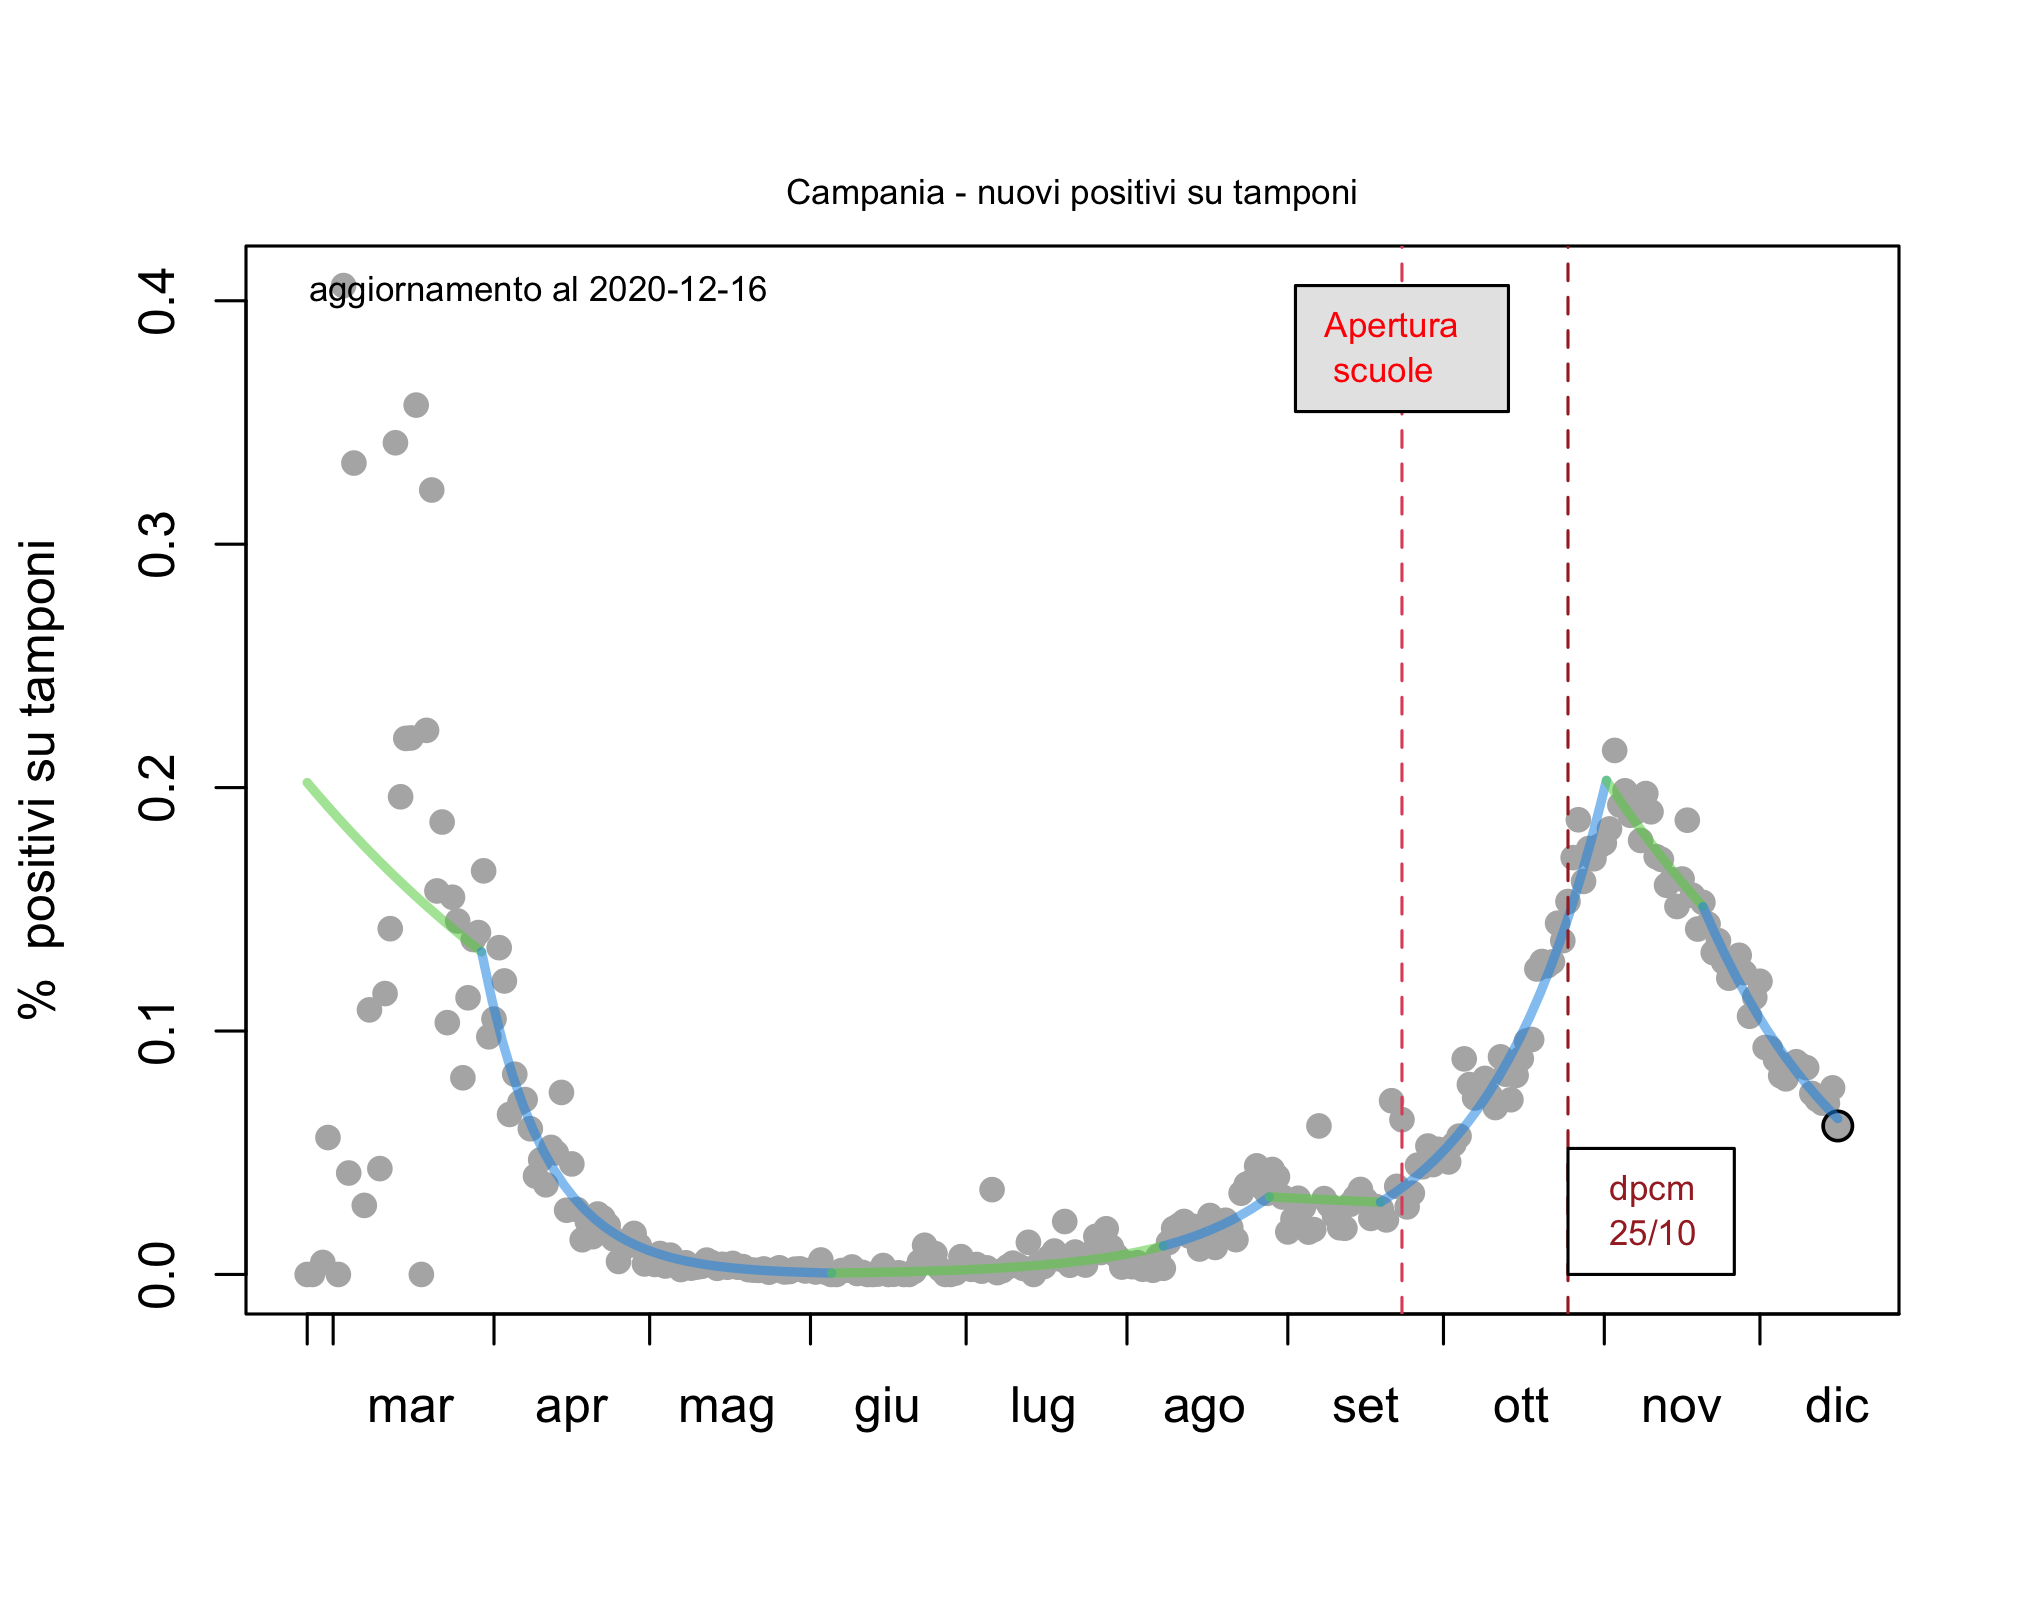 Campania - nuovi positivi su tamponi
aggiornamento al 2020-12-16
Apertura
scuole
% positivi su tamponi
0.4
0.3
0.2
0.1
0.0
dpcm
25/10
mar apr mag giu lug ago set ott nov dic